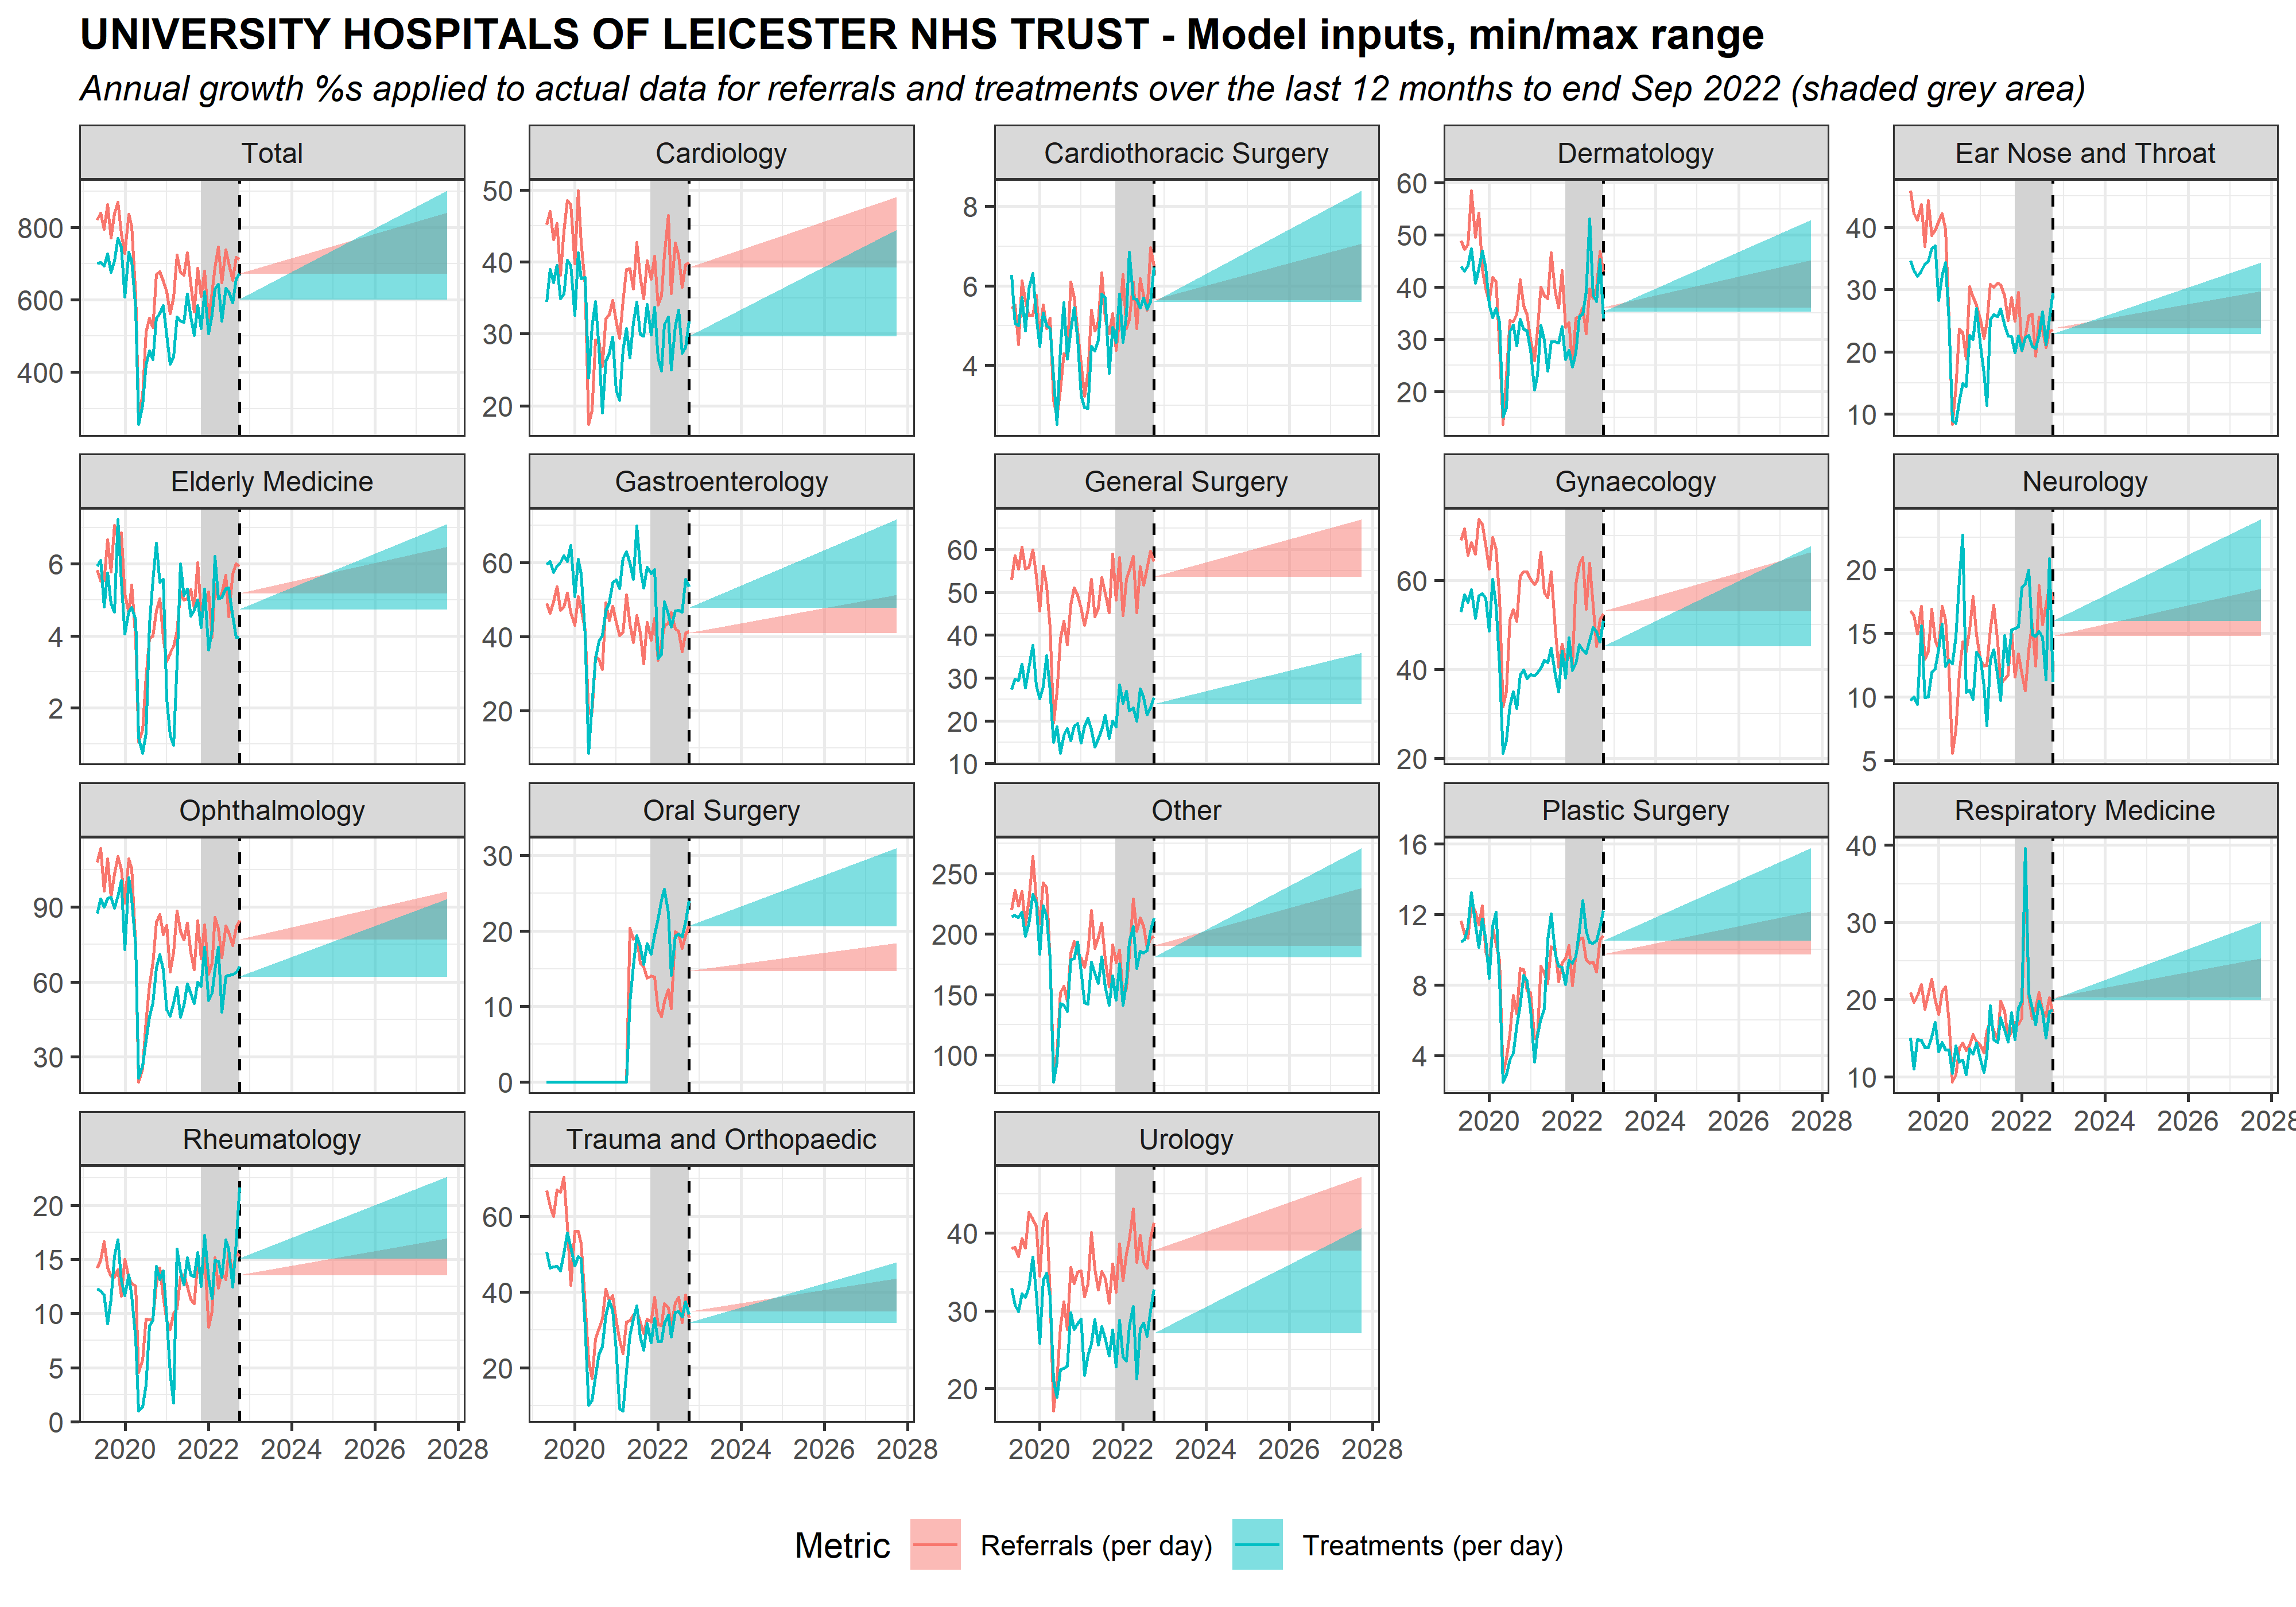 UNIVERSITY HOSPITALS OF LEICESTER NHS TRUST - Model inputs, min/max range
Annual growth %s applied to actual data for referrals and treatments over the last 12 months to end Sep 2022 (shaded grey area)
Total Cardiology Cardiothoracic Surgery Dermatology Ear Nose and Throat
800 600 400
50 40 30 20
8 6 4
60 50 40 30 20
40 30 20 10
Elderly Medicine Gastroenterology General Surgery Gynaecology Neurology
6 4 2
60 40 20
60 50 40 30 20 10
60 40 20
20 15 10 5
Ophthalmology Oral Surgery Other Plastic Surgery Respiratory Medicine
90 60 30
30 20 10 0
250 200 150 100
16 12 8 4
40 30 20 10
2020 2022 2024 2026 2028
2020 2022 2024 2026 2028
Rheumatology Trauma and Orthopaedic Urology
20 15 10 5 0
60 40 20
40 30 20
2020 2022 2024 2026 2028
2020 2022 2024 2026 2028
2020 2022 2024 2026 2028
Metric Referrals (per day) Treatments (per day)